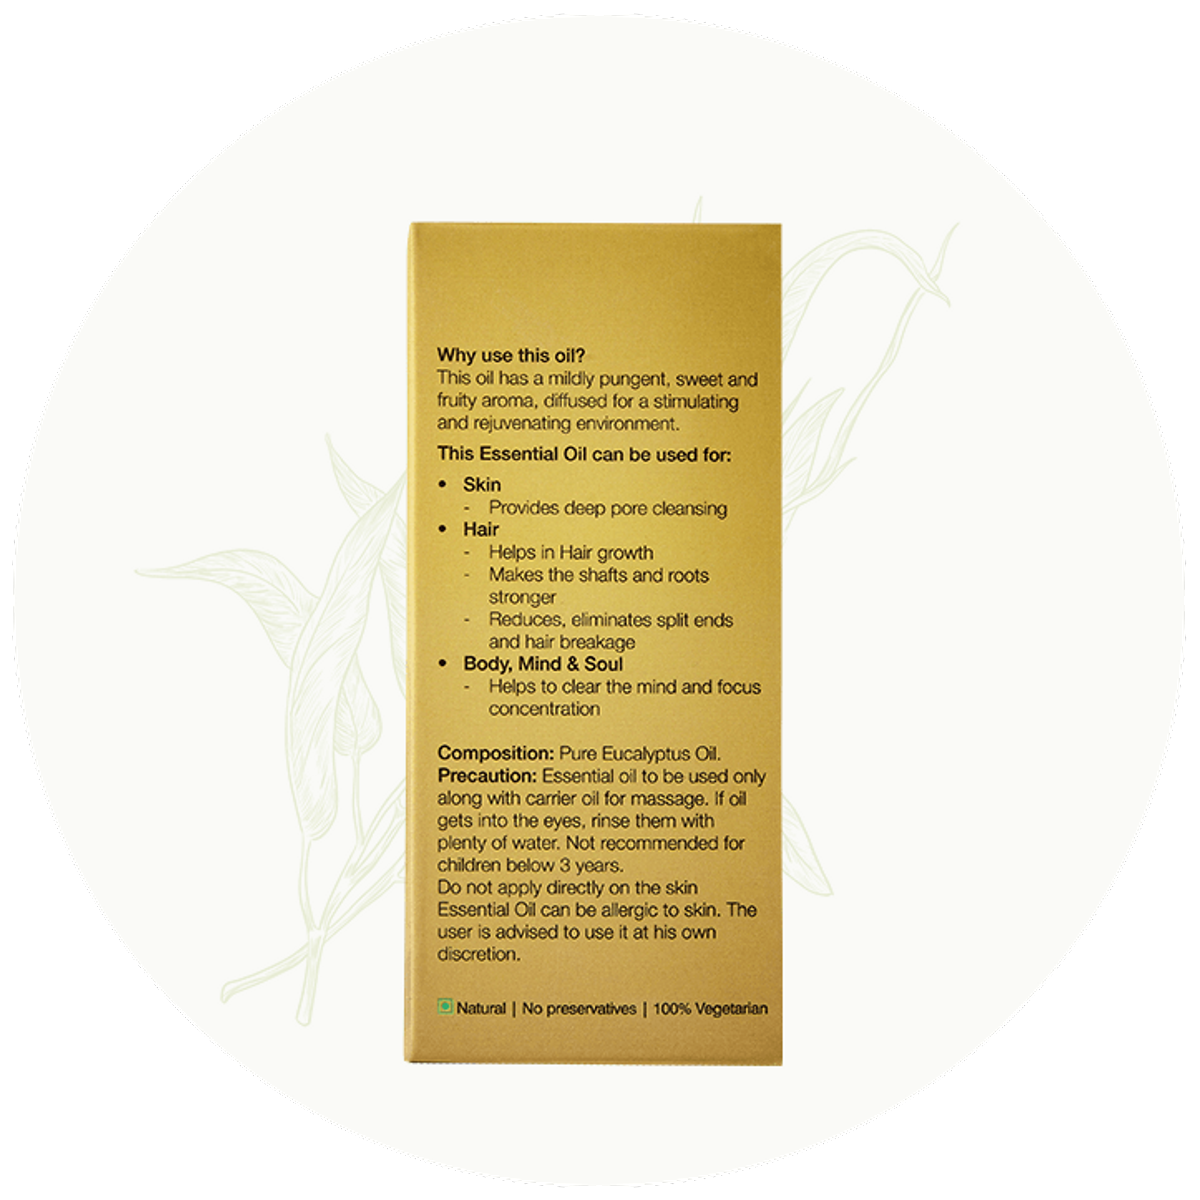 Why use this oil?
This oil has a mildly pungent, sweet and
fruity aroma, diffused for a stimulating
and rejuvenating environment.
This Essential Oil can be used for:
• Skin
- Provides deep pore cleansing
• Hair
- Helps in Hair growth
- Makes the shafts and roots
stronger
- Reduces, eliminates split ends
and hair breakage
• Body, Mind & Soul
- Helps to clear the mind and focus
concentration
Composition: Pure Eucalyptus Oil.
Precaution: Essential oil to be used only
along with carrier oil for massage. If oil
gets into the eyes, rinse them with
plenty of water. Not recommended for
children below 3 years.
Do not apply directly on the skin
Essential Oil can be allergic to skin. The
user is advised to use it at his own
discretion.
Natural | No preservatives | 100% Vegetarian